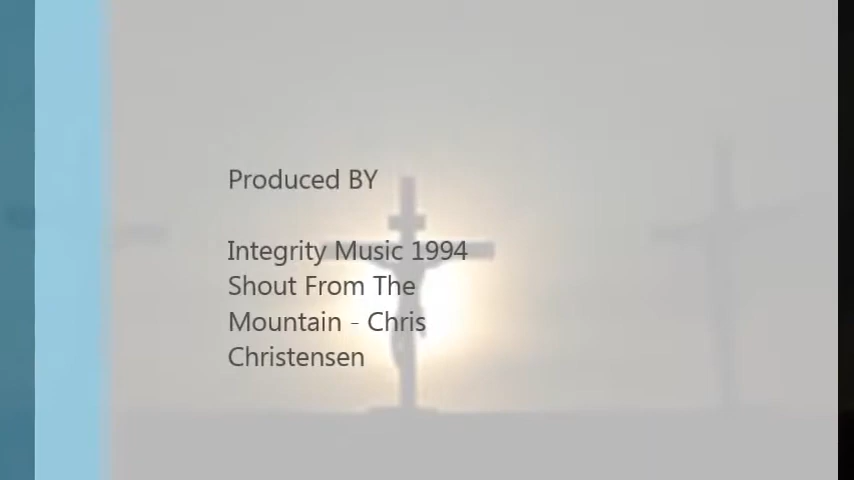 Produced BY
Integrity Music 1994
Shout From The
Mountain - Chris
Christensen